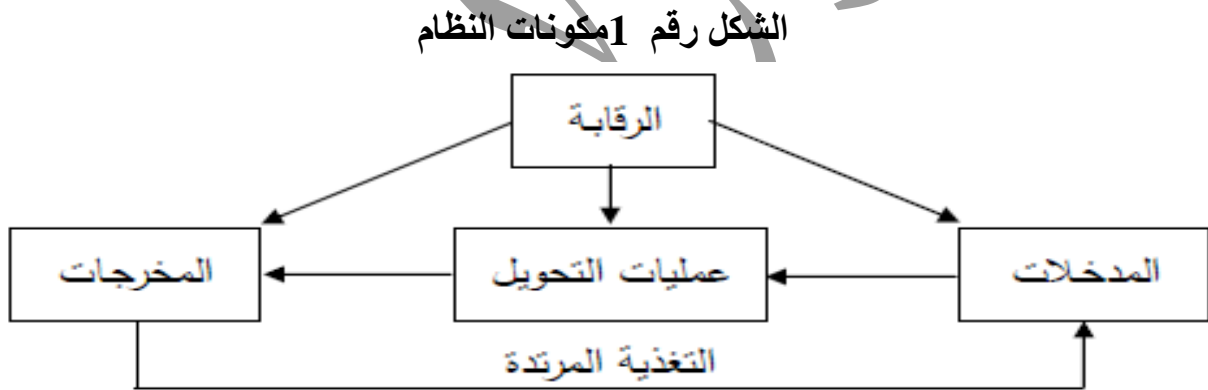 الشكل رقم 1مكونات النظام
الرقابة
المدخلات
عمليات التحويل
المخرجات
التغذية المرتدة